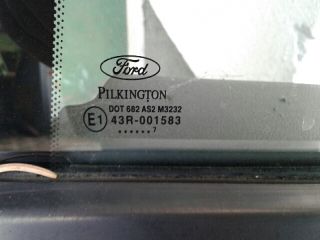 Ford
PILKINGTON
DOT 682 AS2 M3232
E1 43R-001583
...... 7